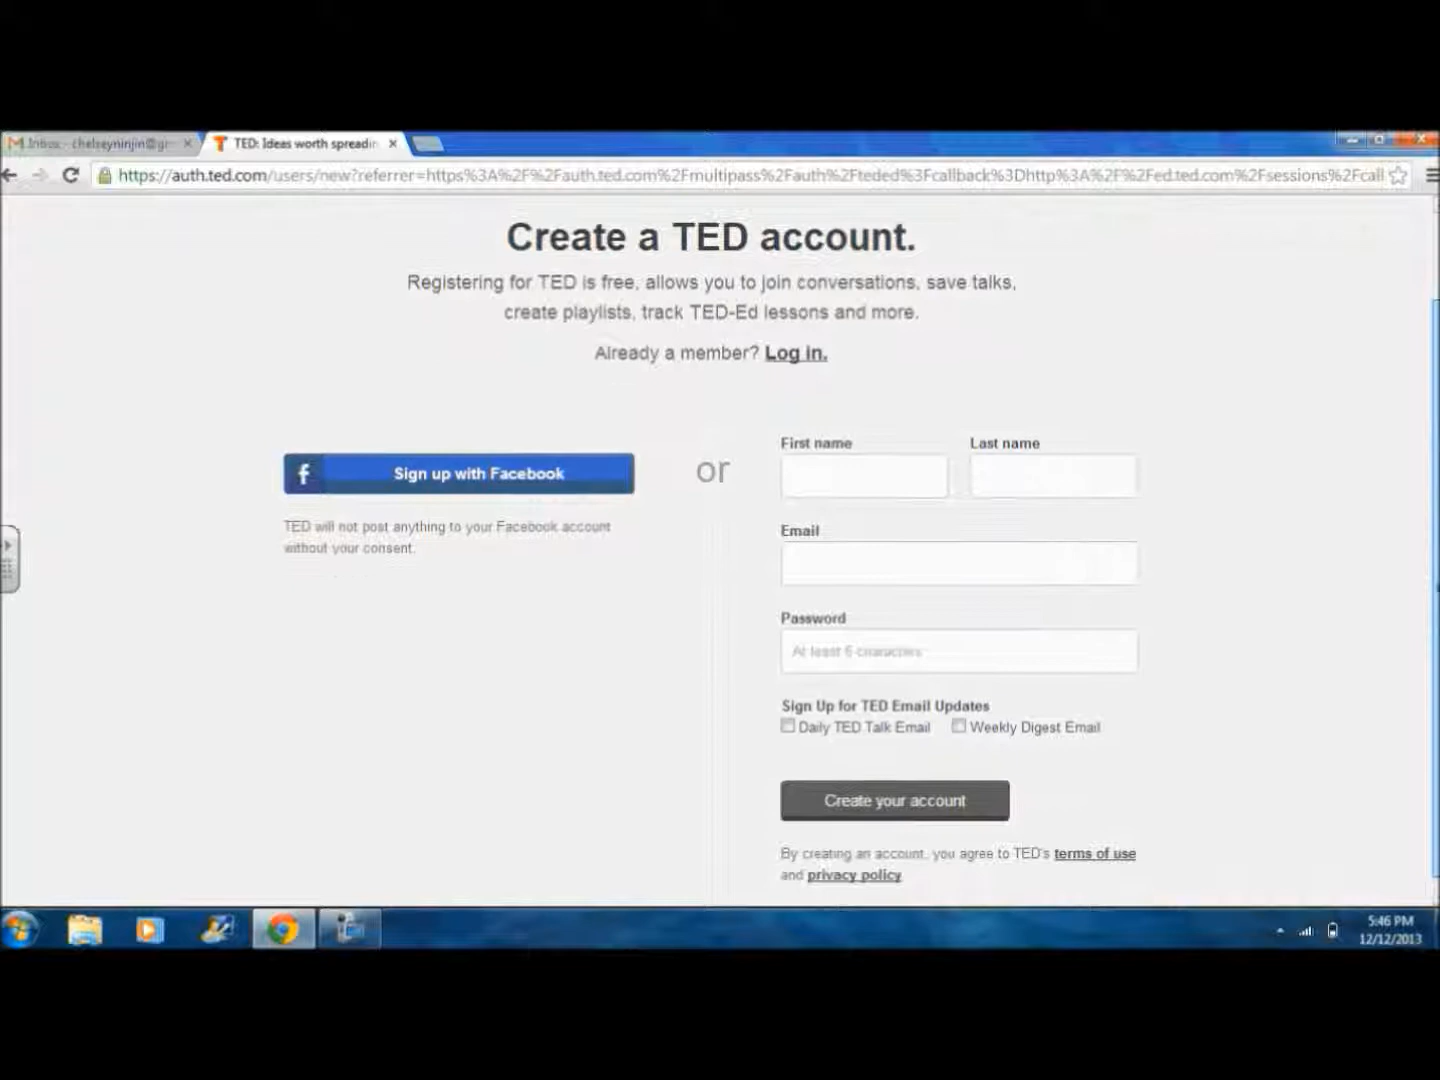 Inbox - chelseyninjin@gm
TED: Ideas worth spreadin
https://auth.ted.com/users/new?referrer=https%3A%2F%2Fauth.ted.com%2Fmultipass%2Fauth%2Fteded%3Fcallback%3Dhttp%3A%2F%2Fed.ted.com%2Fsessions%2Fcall
Create a TED account.
Registering for TED is free, allows you to join conversations, save talks,
create playlists, track TED-Ed lessons and more.
Already a member? Log in.
f Sign up with Facebook
TED will not post anything to your Facebook account
without your consent.
or
First name Last name
Email
Password
At least 6 characters
Sign Up for TED Email Updates
Daily TED Talk Email Weekly Digest Email
Create your account
By creating an account, you agree to TED's terms of use
and privacy policy
5:46 PM
12/12/2013